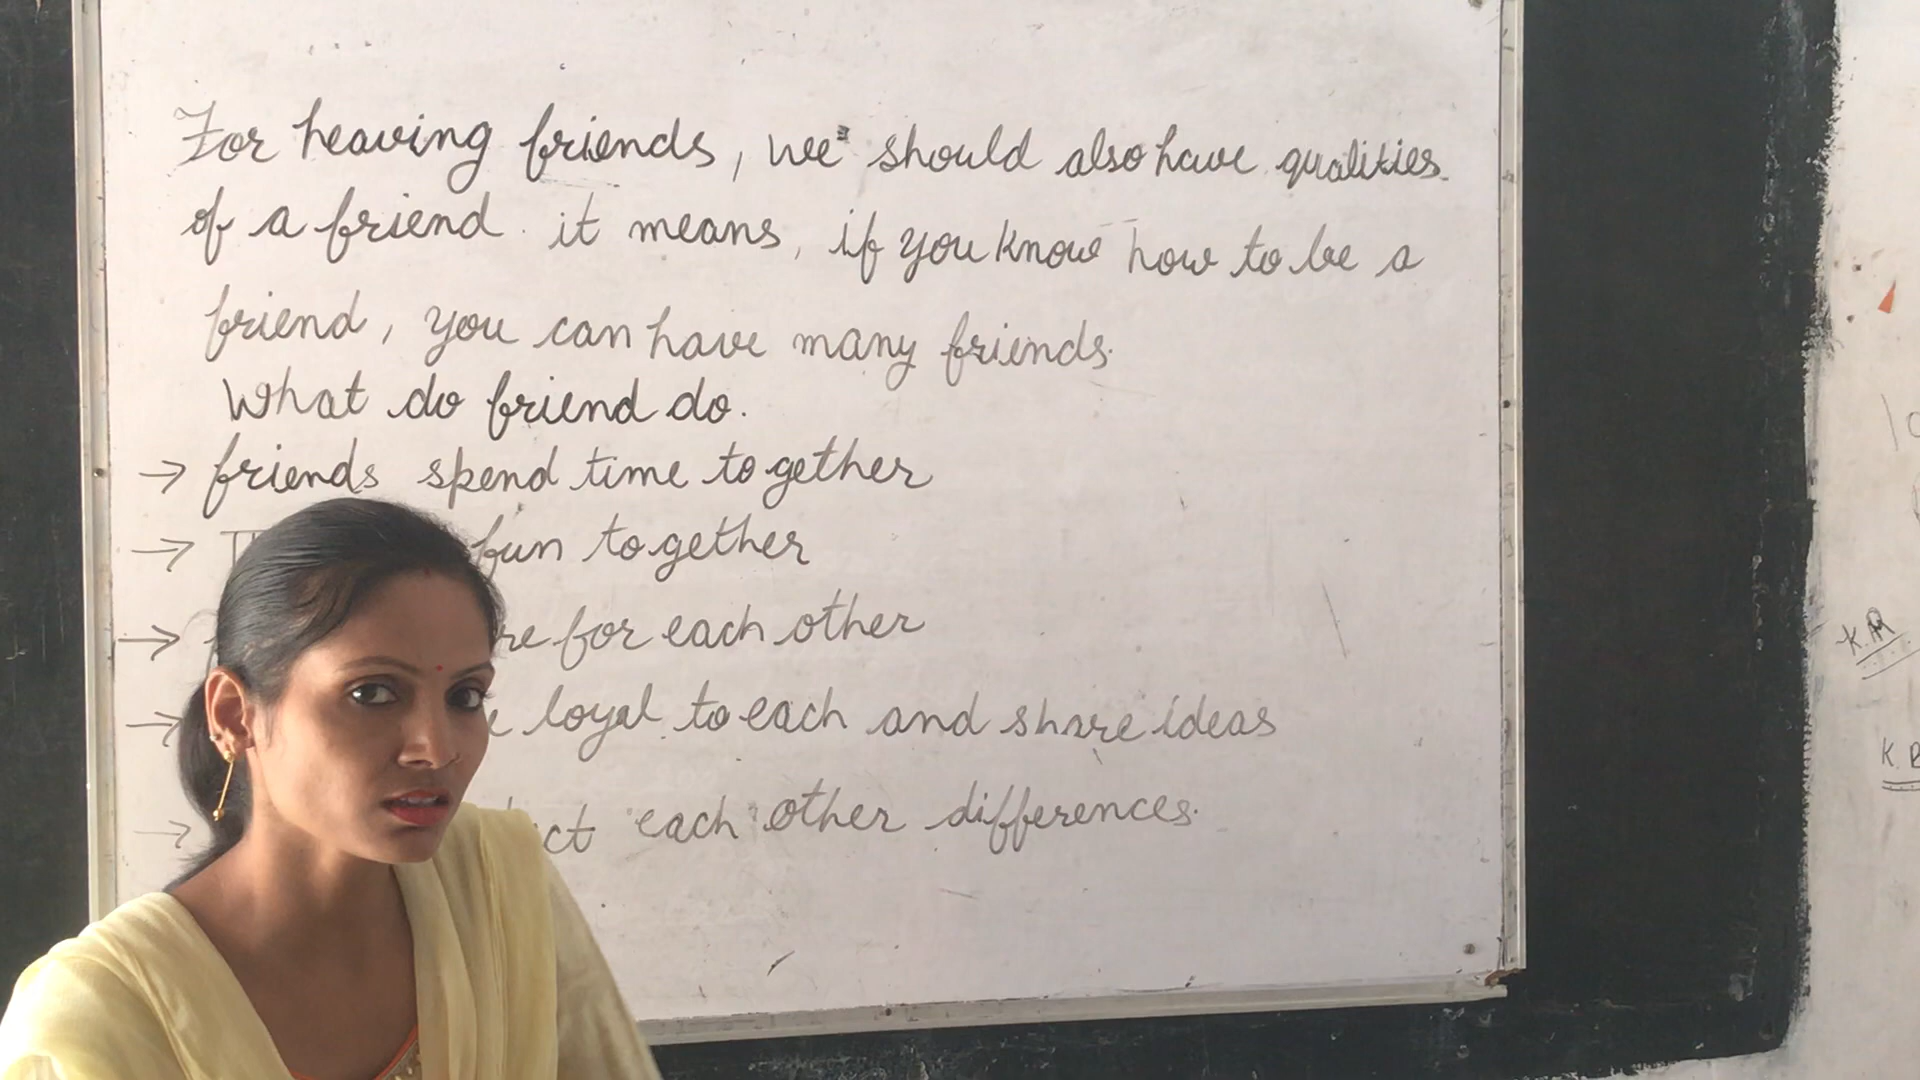 For heaving friends, we should also have qualities
of a friend. it means, if you know how to be a
friend, you can have many friends.
What do friend do.
→ friends spend time together
→ fun together
→ for each other
→ loyal to each and share ideas
→ each other differences.
K.R
K